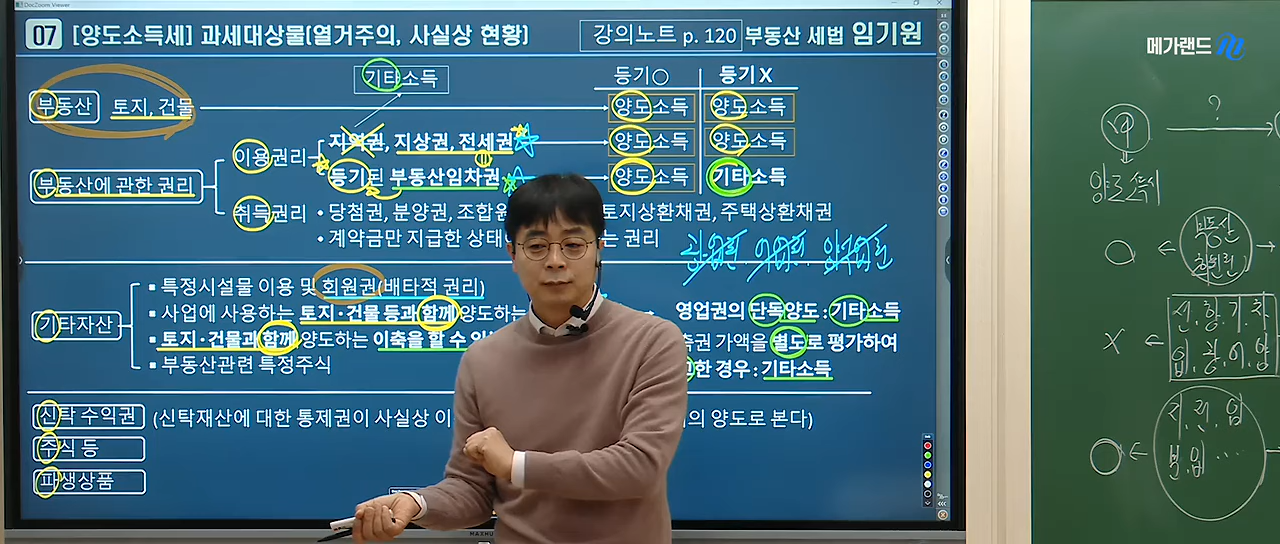 DocZoom Viewer
07 [양도소득세] 과세대상물(열거주의, 사실상 현황]
강의노트 p. 120
부동산 세법 임기원
메가랜드
기타소득
등기○
등기 X
부동산
토지, 건물
양도소득
양도소득
이용권리
지역권, 지상권, 전세권
양도소득
양도소득
부동산에 관한 권리
등기된 부동산임차권
양도소득
기타소득
취득권리
• 당첨권, 분양권, 조합원
토지상환채권, 주택상환채권
• 계약금만 지급한 상태
는 권리
기타자산
▪ 특정시설물 이용 및 회원권(배타적 권리)
▪ 사업에 사용하는 토지·건물 등과 함께 양도하는
영업권의 단독양도 : 기타소득
▪ 토지·건물과 함께 양도하는 이축을 할 수 있
축권 가액을 별도로 평가하여
▪ 부동산관련 특정주식
한 경우 : 기타소득
신탁 수익권
(신탁재산에 대한 통제권이 사실상 이
의 양도로 본다)
주식 등
파생상품
?
양도소득세
부동산
X